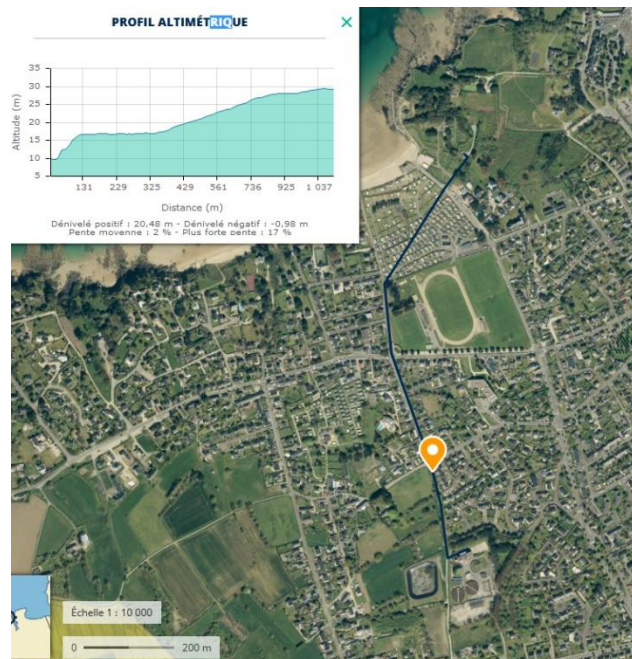 PROFIL ALTIMÉTRIQUE
×
35
30
25
20
15
10
5
Altitude (m)
131 229 325 429 561 736 925 1 037
Distance (m)
Dénivelé positif : 20,48 m - Dénivelé négatif : -0,98 m
Pente moyenne : 2 % - Plus forte pente : 17 %
Échelle 1 : 10 000
0 200 m